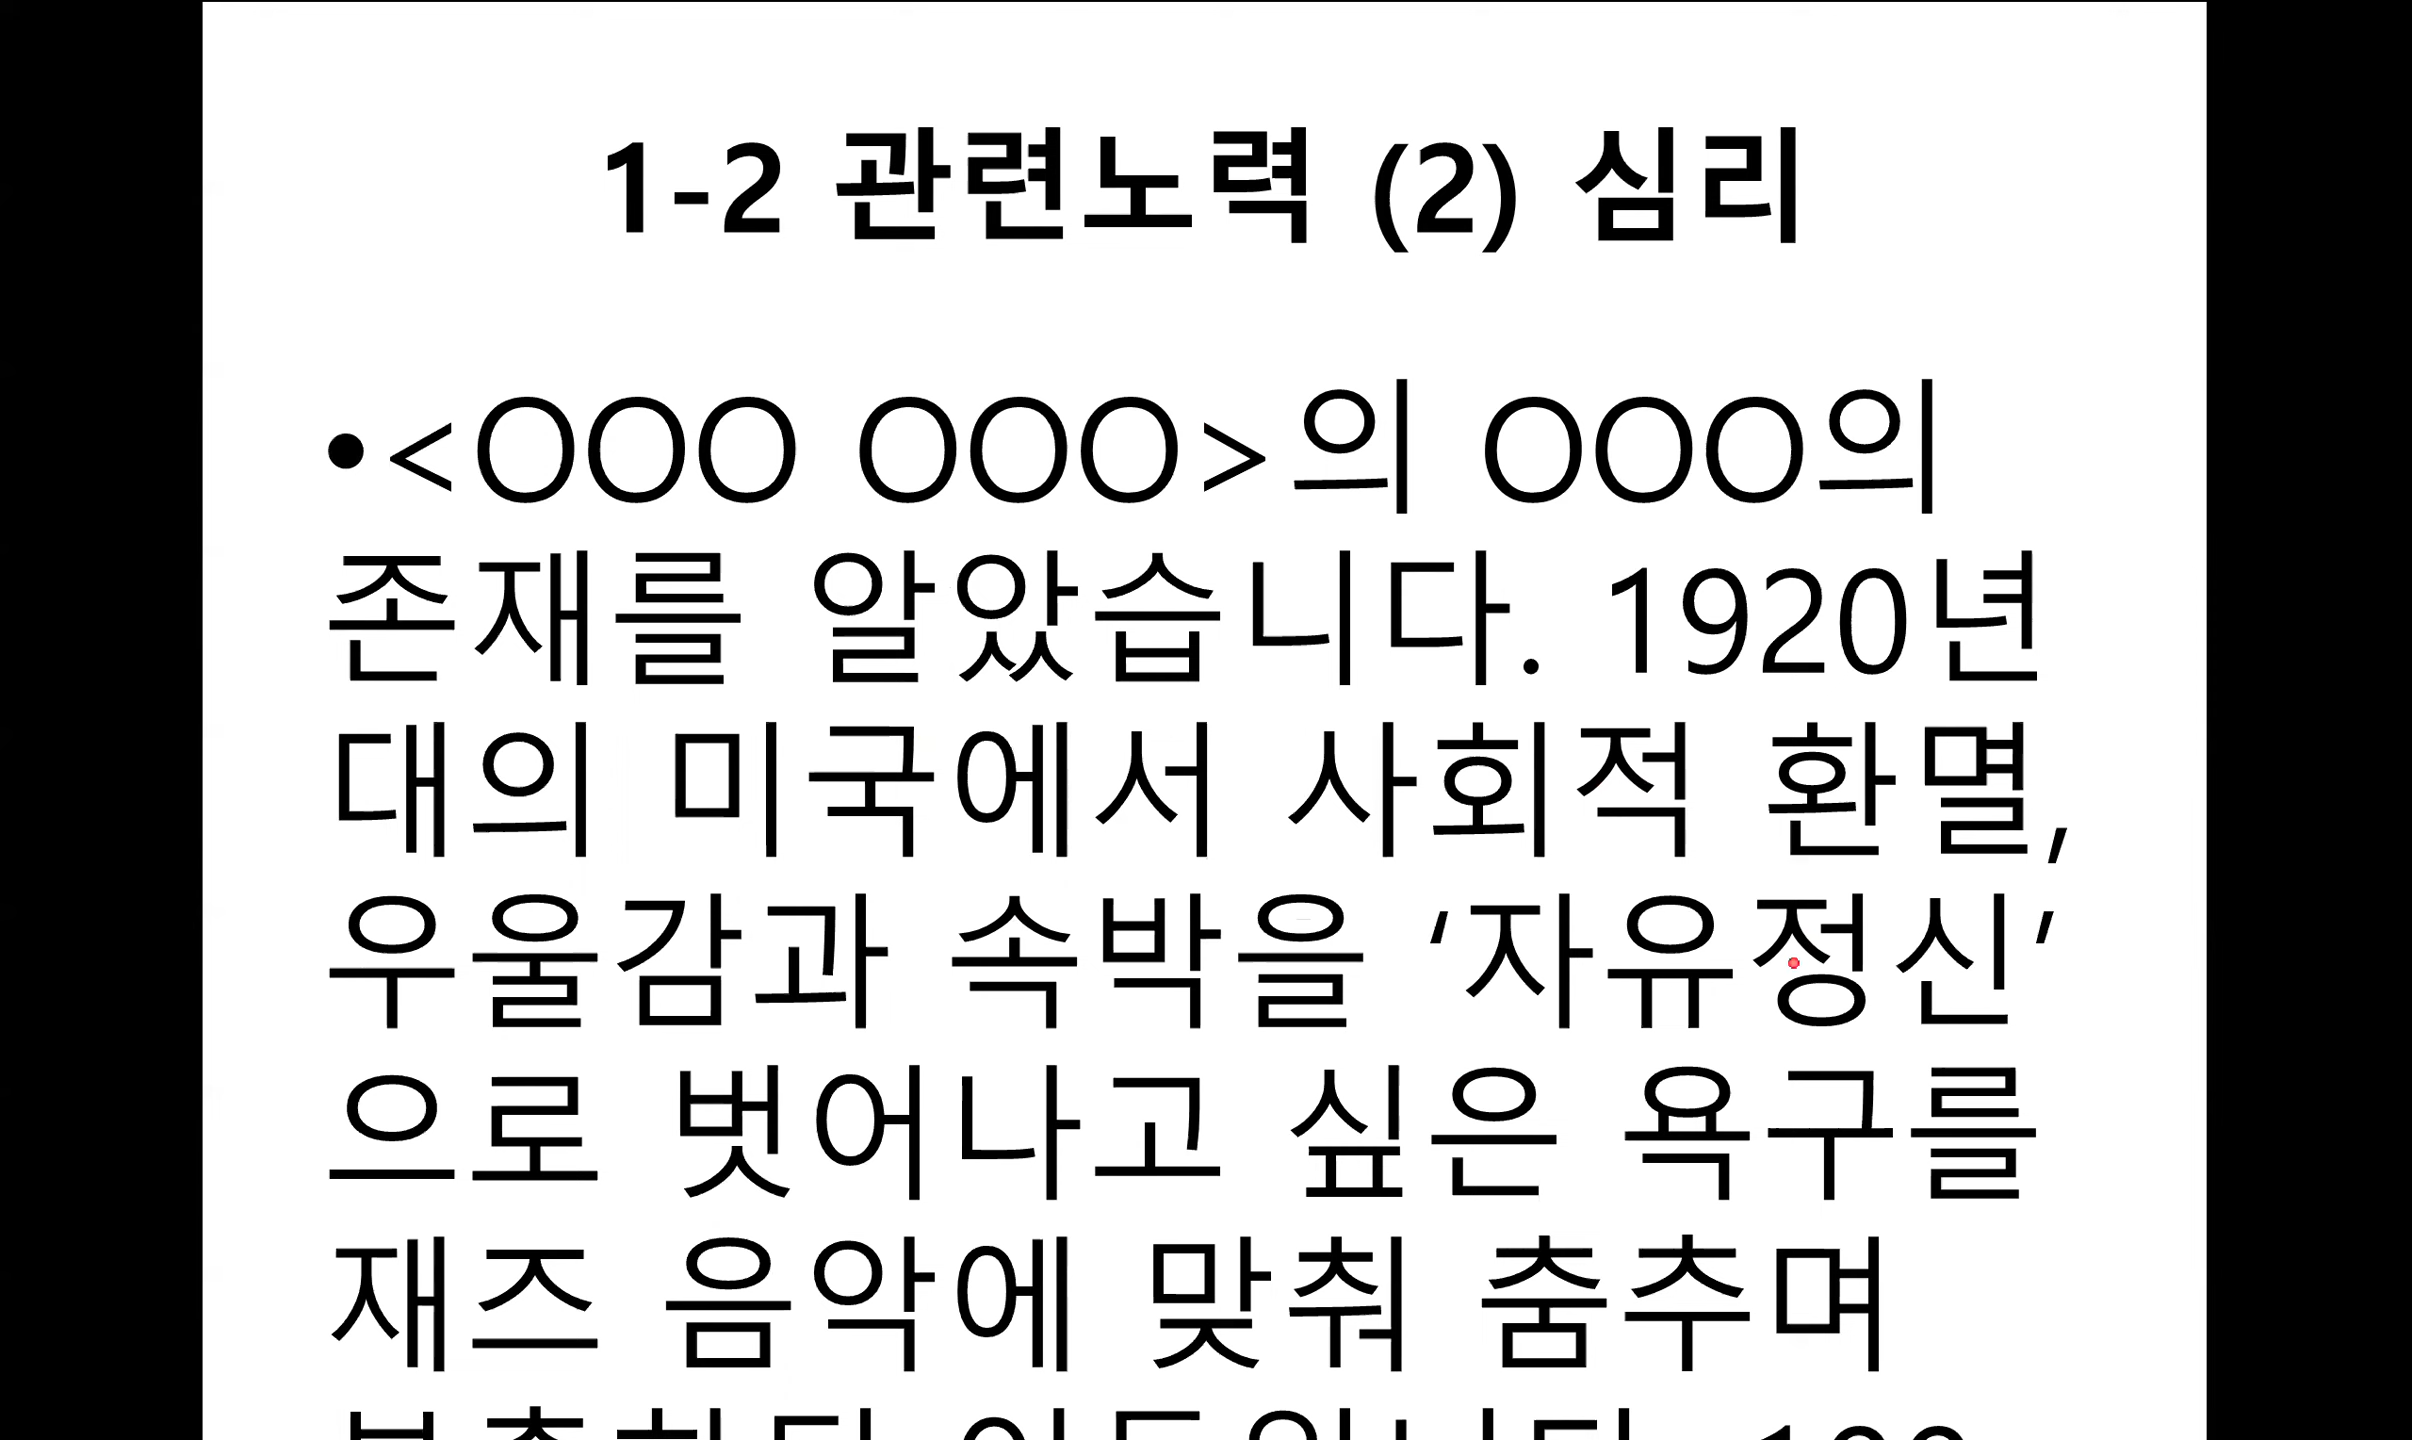 1-2 관련노력 (2) 심리
•<OOO OOO>의 OOO의
존재를 알았습니다. 1920년
대의 미국에서 사회적 환멸,
우울감과 속박을 ‘자유정신’
으로 벗어나고 싶은 욕구를
재즈 음악에 맞춰 춤추며